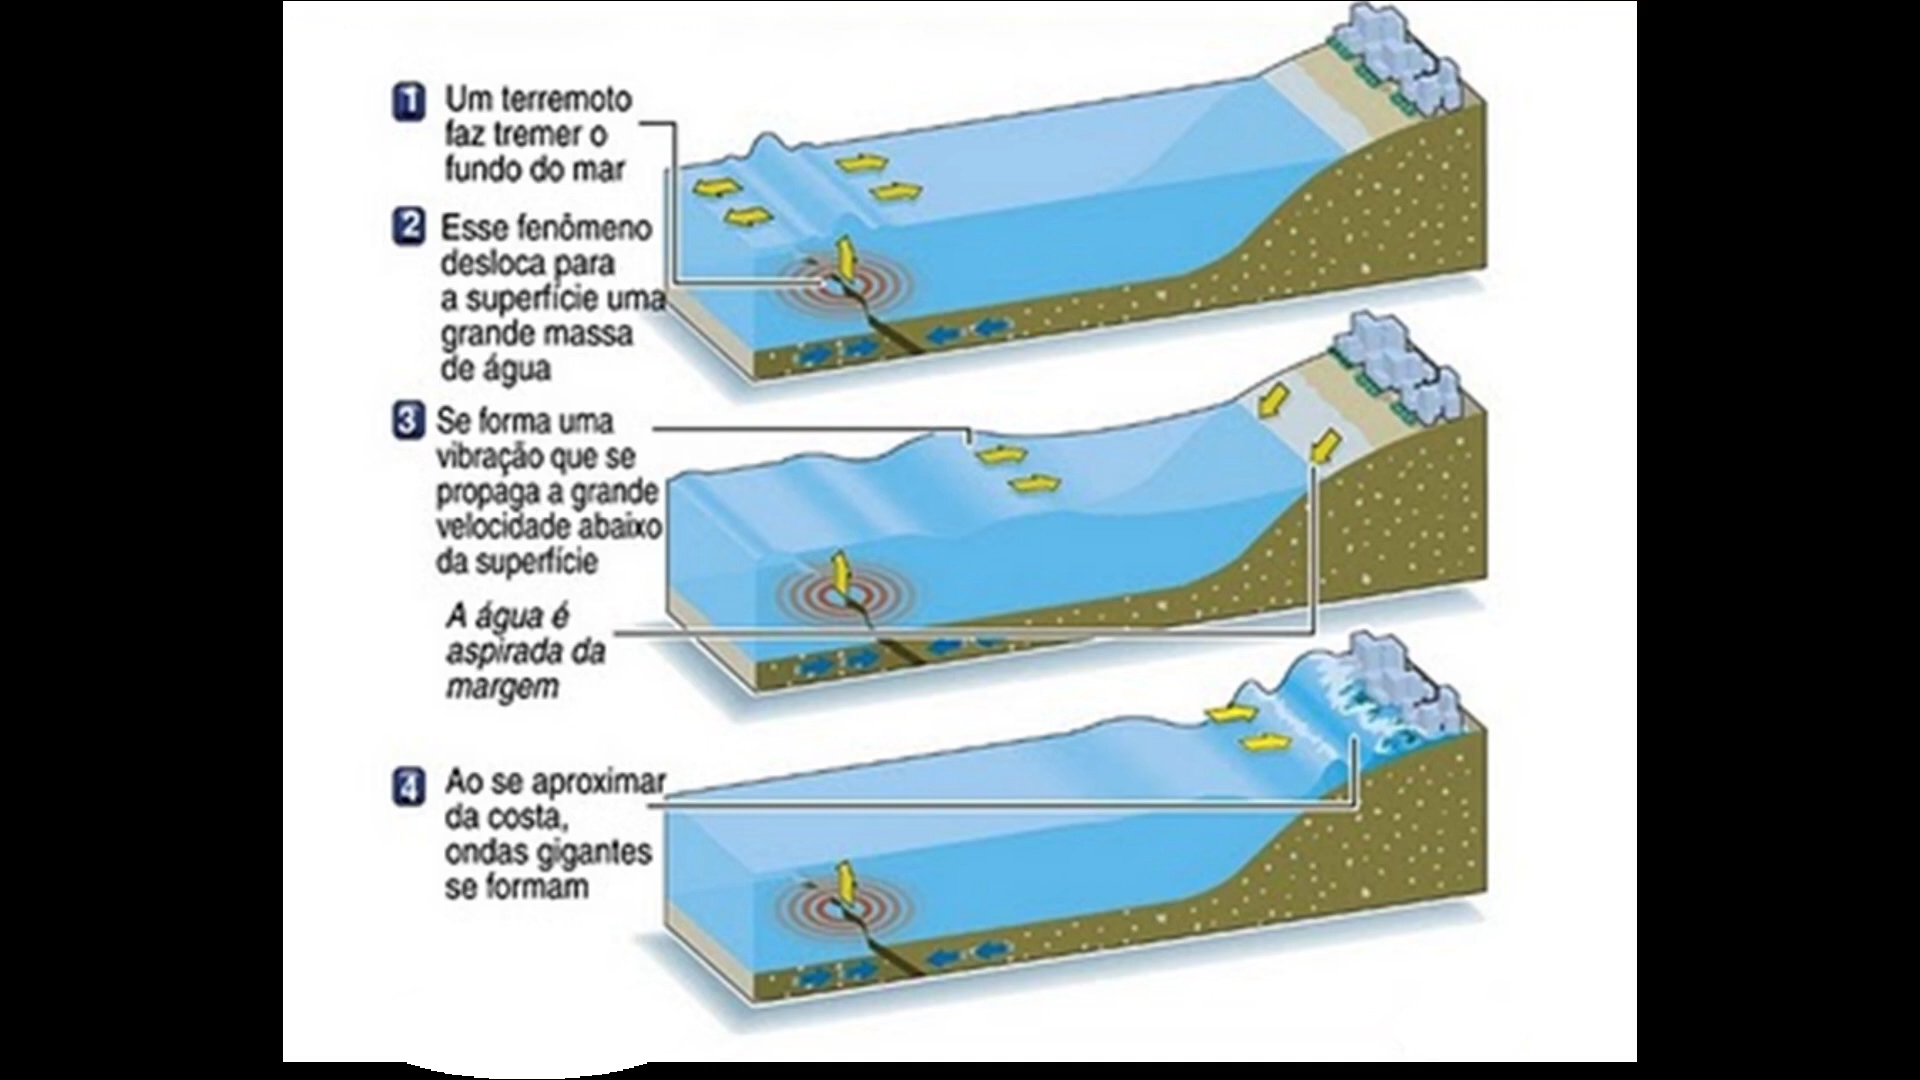 1 Um terremoto
faz tremer o
fundo do mar
2 Esse fenômeno
desloca para
a superfície uma
grande massa
de água
3 Se forma uma
vibração que se
propaga a grande
velocidade abaixo
da superfície
A água é
aspirada da
margem
4 Ao se aproximar
da costa,
ondas gigantes
se formam